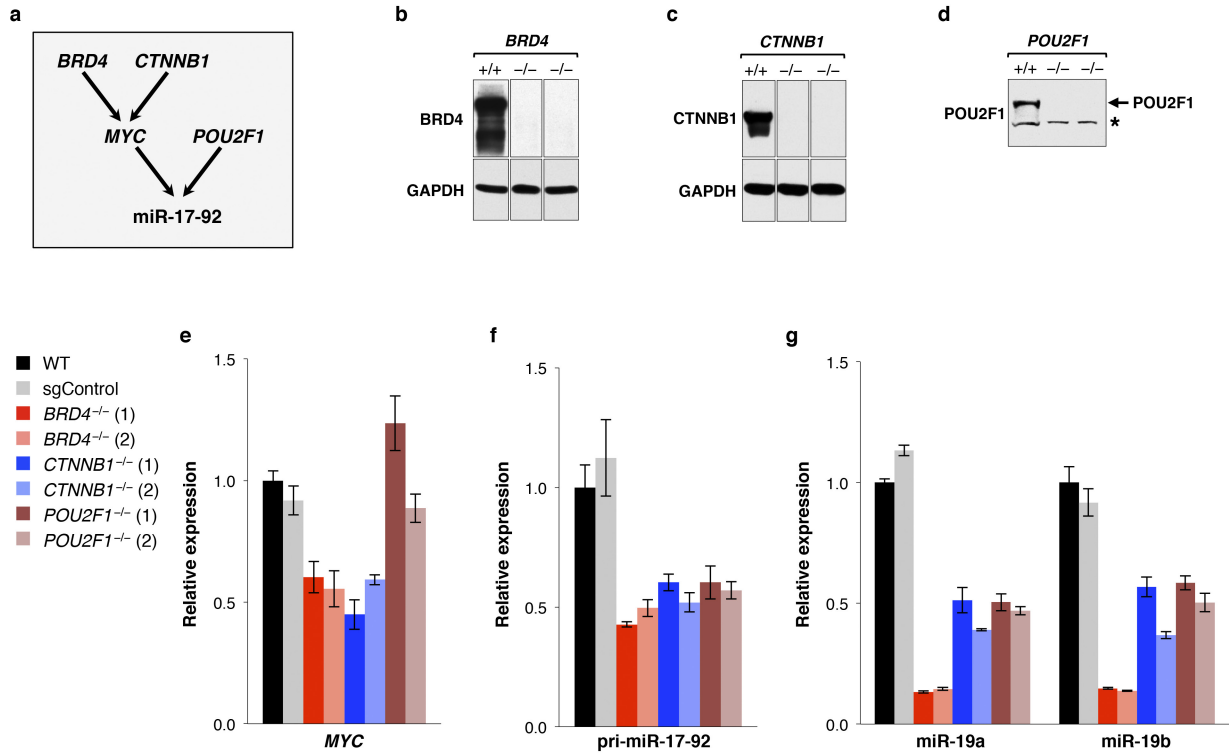 a
BRD4 CTNNB1
MYC POU2F1
miR-17-92
b
BRD4
+/+ –/– –/–
BRD4
GAPDH
c
CTNNB1
+/+ –/– –/–
CTNNB1
GAPDH
d
POU2F1
+/+ –/– –/–
POU2F1
POU2F1
*
WT
sgControl
BRD4–/– (1)
BRD4–/– (2)
CTNNB1–/– (1)
CTNNB1–/– (2)
POU2F1–/– (1)
POU2F1–/– (2)
e
Relative expression
1.5
1.0
0.5
0.0
MYC
f
Relative expression
1.5
1.0
0.5
0.0
pri-miR-17-92
g
Relative expression
1.5
1.0
0.5
0.0
miR-19a miR-19b